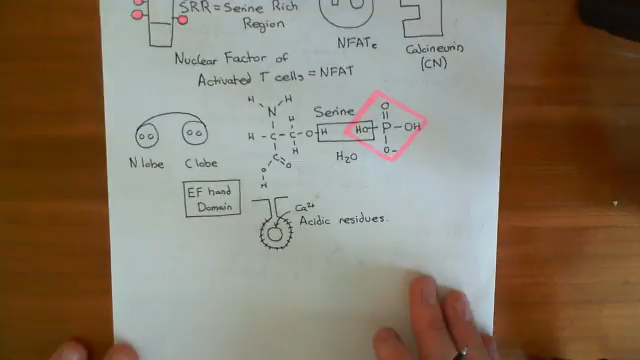 SRR = Serine Rich
Region
NFATc
Calcineurin
(CN)
Nuclear Factor of
Activated T cells = NFAT
H H
N
H
H - C - C - O - H
H
C
O
O
H
Serine
HO - P - OH
O
O-
H2O
N lobe
C lobe
EF hand
Domain
Ca2+
Acidic residues.